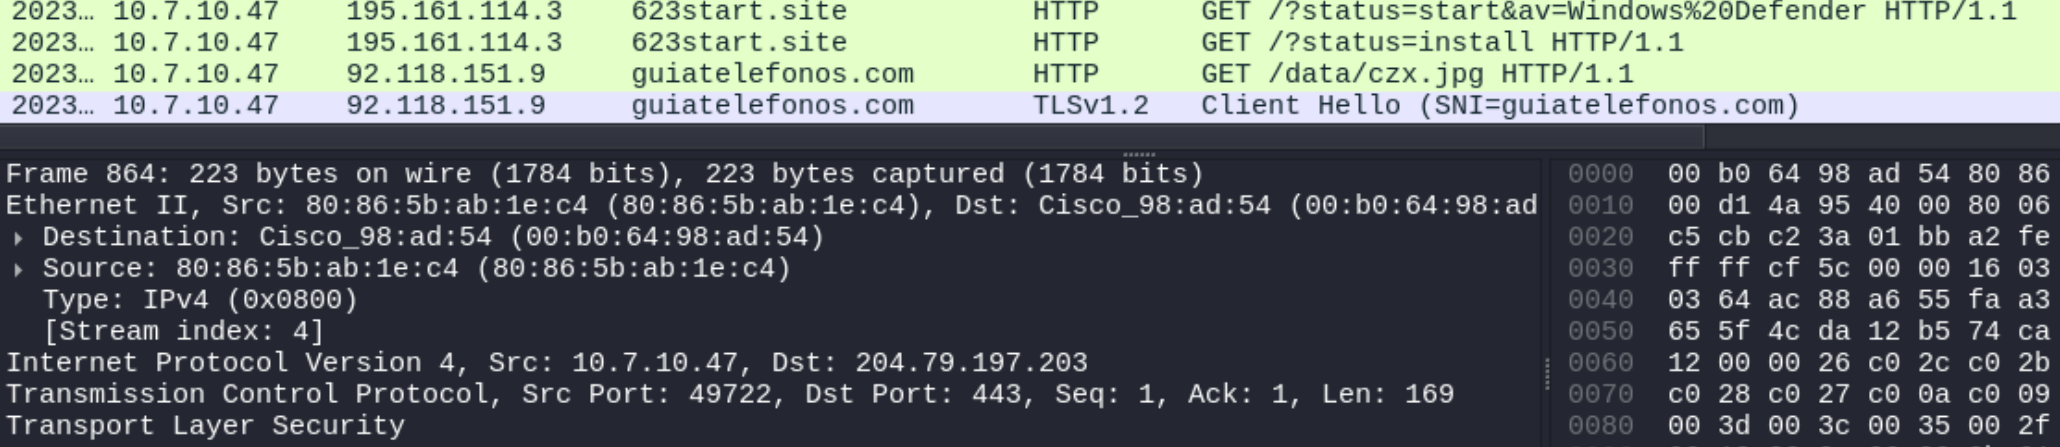 2023… 10.7.10.47 195.161.114.3 623start.site HTTP GET /?status=start&av=Windows%20Defender HTTP/1.1
2023… 10.7.10.47 195.161.114.3 623start.site HTTP GET /?status=install HTTP/1.1
2023… 10.7.10.47 92.118.151.9 guiatelefonos.com HTTP GET /data/czx.jpg HTTP/1.1
2023… 10.7.10.47 92.118.151.9 guiatelefonos.com TLSv1.2 Client Hello (SNI=guiatelefonos.com)
Frame 864: 223 bytes on wire (1784 bits), 223 bytes captured (1784 bits)
Ethernet II, Src: 80:86:5b:ab:1e:c4 (80:86:5b:ab:1e:c4), Dst: Cisco_98:ad:54 (00:b0:64:98:ad
Destination: Cisco_98:ad:54 (00:b0:64:98:ad:54)
Source: 80:86:5b:ab:1e:c4 (80:86:5b:ab:1e:c4)
Type: IPv4 (0x0800)
[Stream index: 4]
Internet Protocol Version 4, Src: 10.7.10.47, Dst: 204.79.197.203
Transmission Control Protocol, Src Port: 49722, Dst Port: 443, Seq: 1, Ack: 1, Len: 169
Transport Layer Security
0000 00 b0 64 98 ad 54 80 86
0010 00 d1 4a 95 40 00 80 06
0020 c5 cb c2 3a 01 bb a2 fe
0030 ff ff cf 5c 00 00 16 03
0040 03 64 ac 88 a6 55 fa a3
0050 65 5f 4c da 12 b5 74 ca
0060 12 00 00 26 c0 2c c0 2b
0070 c0 28 c0 27 c0 0a c0 09
0080 00 3d 00 3c 00 35 00 2f